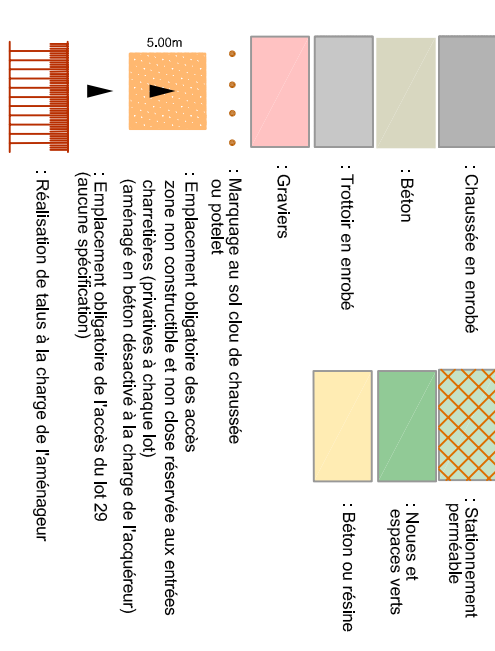 : Chaussée en enrobé
: Béton
: Trottoir en enrobé
: Graviers
: Marquage au sol clou de chaussée
ou potelet
5.00m
: Emplacement obligatoire des accès
zone non constructible et non close réservée aux entrées
charretières (privatives à chaque lot)
(aménagé en béton désactivé à la charge de l'acquéreur)
: Emplacement obligatoire de l'accès du lot 29
(aucune spécification)
: Réalisation de talus à la charge de l'aménageur
: Stationnement
perméable
: Noues et
espaces verts
: Béton ou résine